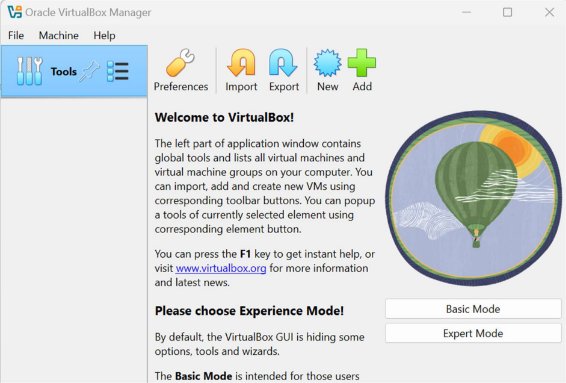 Oracle VirtualBox Manager
File Machine Help
Tools
Preferences Import Export New Add
Welcome to VirtualBox!
The left part of application window contains
global tools and lists all virtual machines and
virtual machine groups on your computer. You
can import, add and create new VMs using
corresponding toolbar buttons. You can popup
a tools of currently selected element using
corresponding element button.
You can press the F1 key to get instant help, or
visit www.virtualbox.org for more information
and latest news.
Please choose Experience Mode!
By default, the VirtualBox GUI is hiding some
options, tools and wizards.
The Basic Mode is intended for those users
Basic Mode
Expert Mode